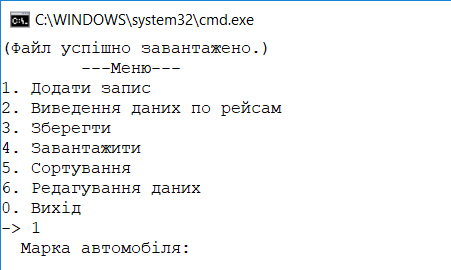 C:\WINDOWS\system32\cmd.exe
(Файл успішно завантажено.)
---Меню---
1. Додати запис
2. Виведення даних по рейсам
3. Зберегти
4. Завантажити
5. Сортування
6. Редагування даних
0. Вихід
-> 1
Марка автомобіля: